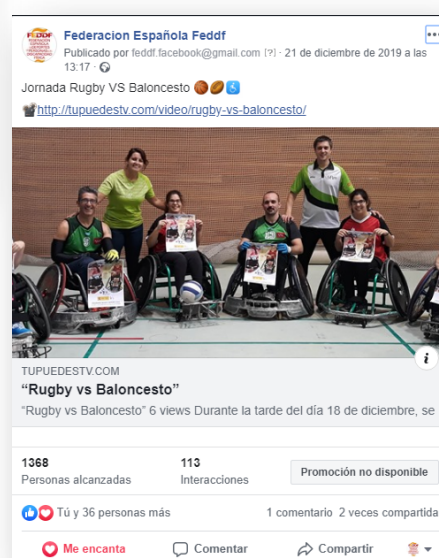 FEDDF
Federacion Española Feddf
Publicado por feddf.facebook@gmail.com [?] · 21 de diciembre de 2019 a las
13:17 ·
Jornada Rugby VS Baloncesto
http://tupuedestv.com/video/rugby-vs-baloncesto/
TUPUEDESTV.COM
“Rugby vs Baloncesto”
“Rugby vs Baloncesto” 6 views Durante la tarde del día 18 de diciembre, se
1368
Personas alcanzadas
113
Interacciones
Promoción no disponible
Tú y 36 personas más
1 comentario 2 veces compartida
Me encanta
Comentar
Compartir